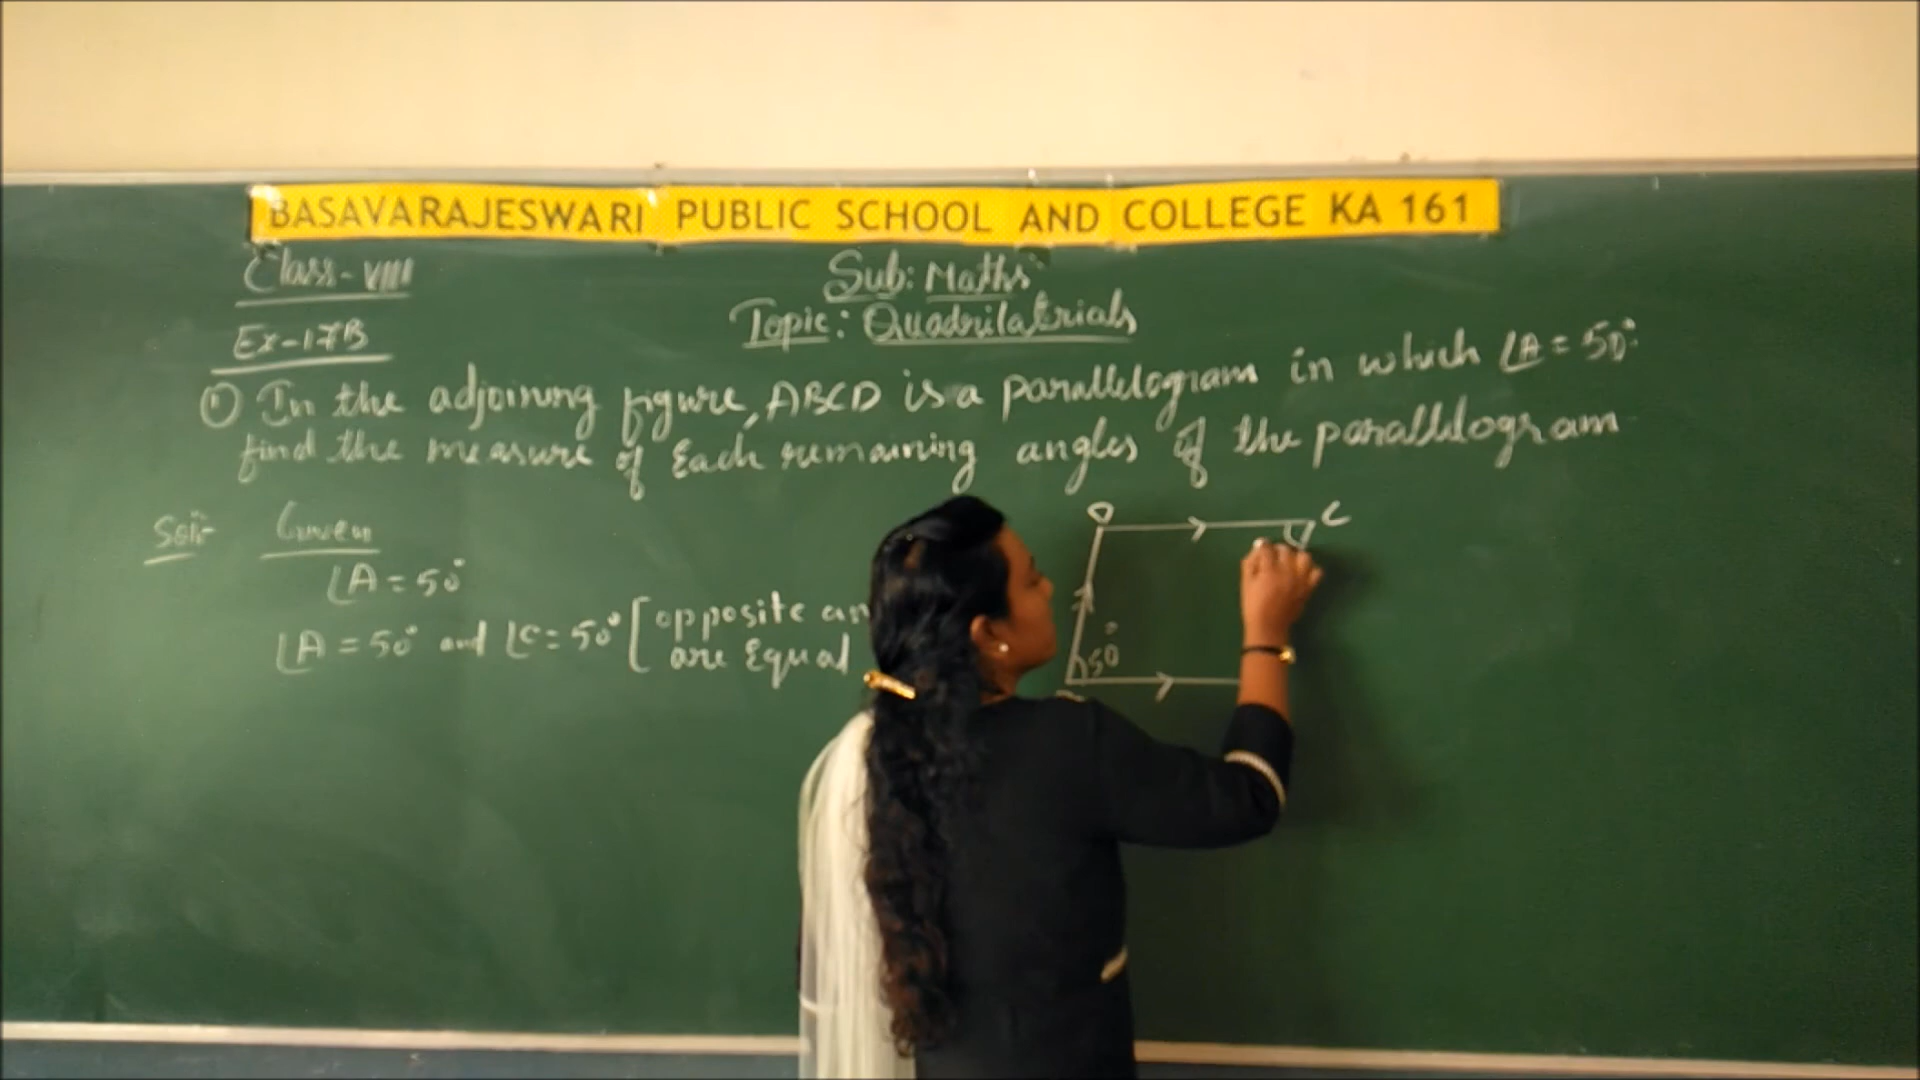 BASAVARAJESWARI PUBLIC SCHOOL AND COLLEGE KA 161
Class-VIII
Sub: Maths
Ex-17B
Topic: Quadrilatrials
① In the adjoining figure, ABCD is a parallelogram in which ∠A = 50°.
find the measure of Each remaining angles of the parallelogram
Sol:- Given
∠A = 50°
∠A = 50° and ∠C = 50° [opposite an
are Equal
D
C
50°